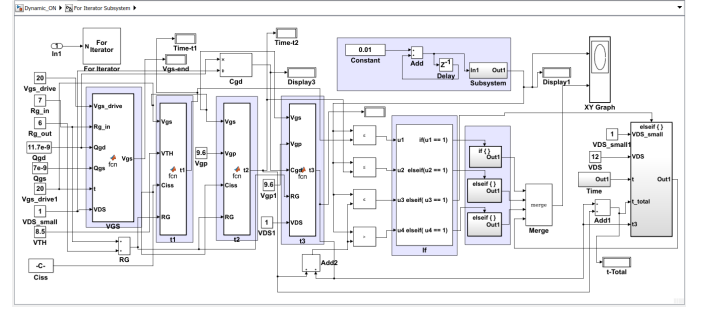 Dynamic_ON
For Iterator Subsystem
1
In1
N
For
Iterator
For Iterator
Time-t1
Vgs-end
Cgd
Time-t2
Display3
0.01
Constant
Add
Delay
In1
Out1
Subsystem
Display1
XY Graph
20
Vgs_drive
7
Rg_in
6
Rg_out
11.7e-9
Qgd
7e-9
Qgs
20
Vgs_drive1
1
VDS_small
8.5
VTH
-C-
Ciss
Vgs_drive
Rg_in
Qgd
Qgs
t
VDS
Vgs
fcn
VGS
RG
Vgs
VTH
Ciss
RG
t1
fcn
t1
9.6
Vgp
Vgs
Vgp
Ciss
RG
t2
fcn
t2
9.6
Vgp1
1
VDS1
Vgs
Vgp
Cgd
RG
VDS
t3
fcn
t3
Add2
u1
if(u1 == 1)
u2
elseif(u2 == 1)
u3
elseif( u3 == 1)
u4
elseif( u4 == 1)
If
if { }
Out1
elseif { }
Out1
elseif { }
Out1
merge
Merge
1
VDS_small1
12
VDS
Out1
Time
Add1
elseif { }
VDS_small
VDS
t
t_total
t3
Out1
t-Total